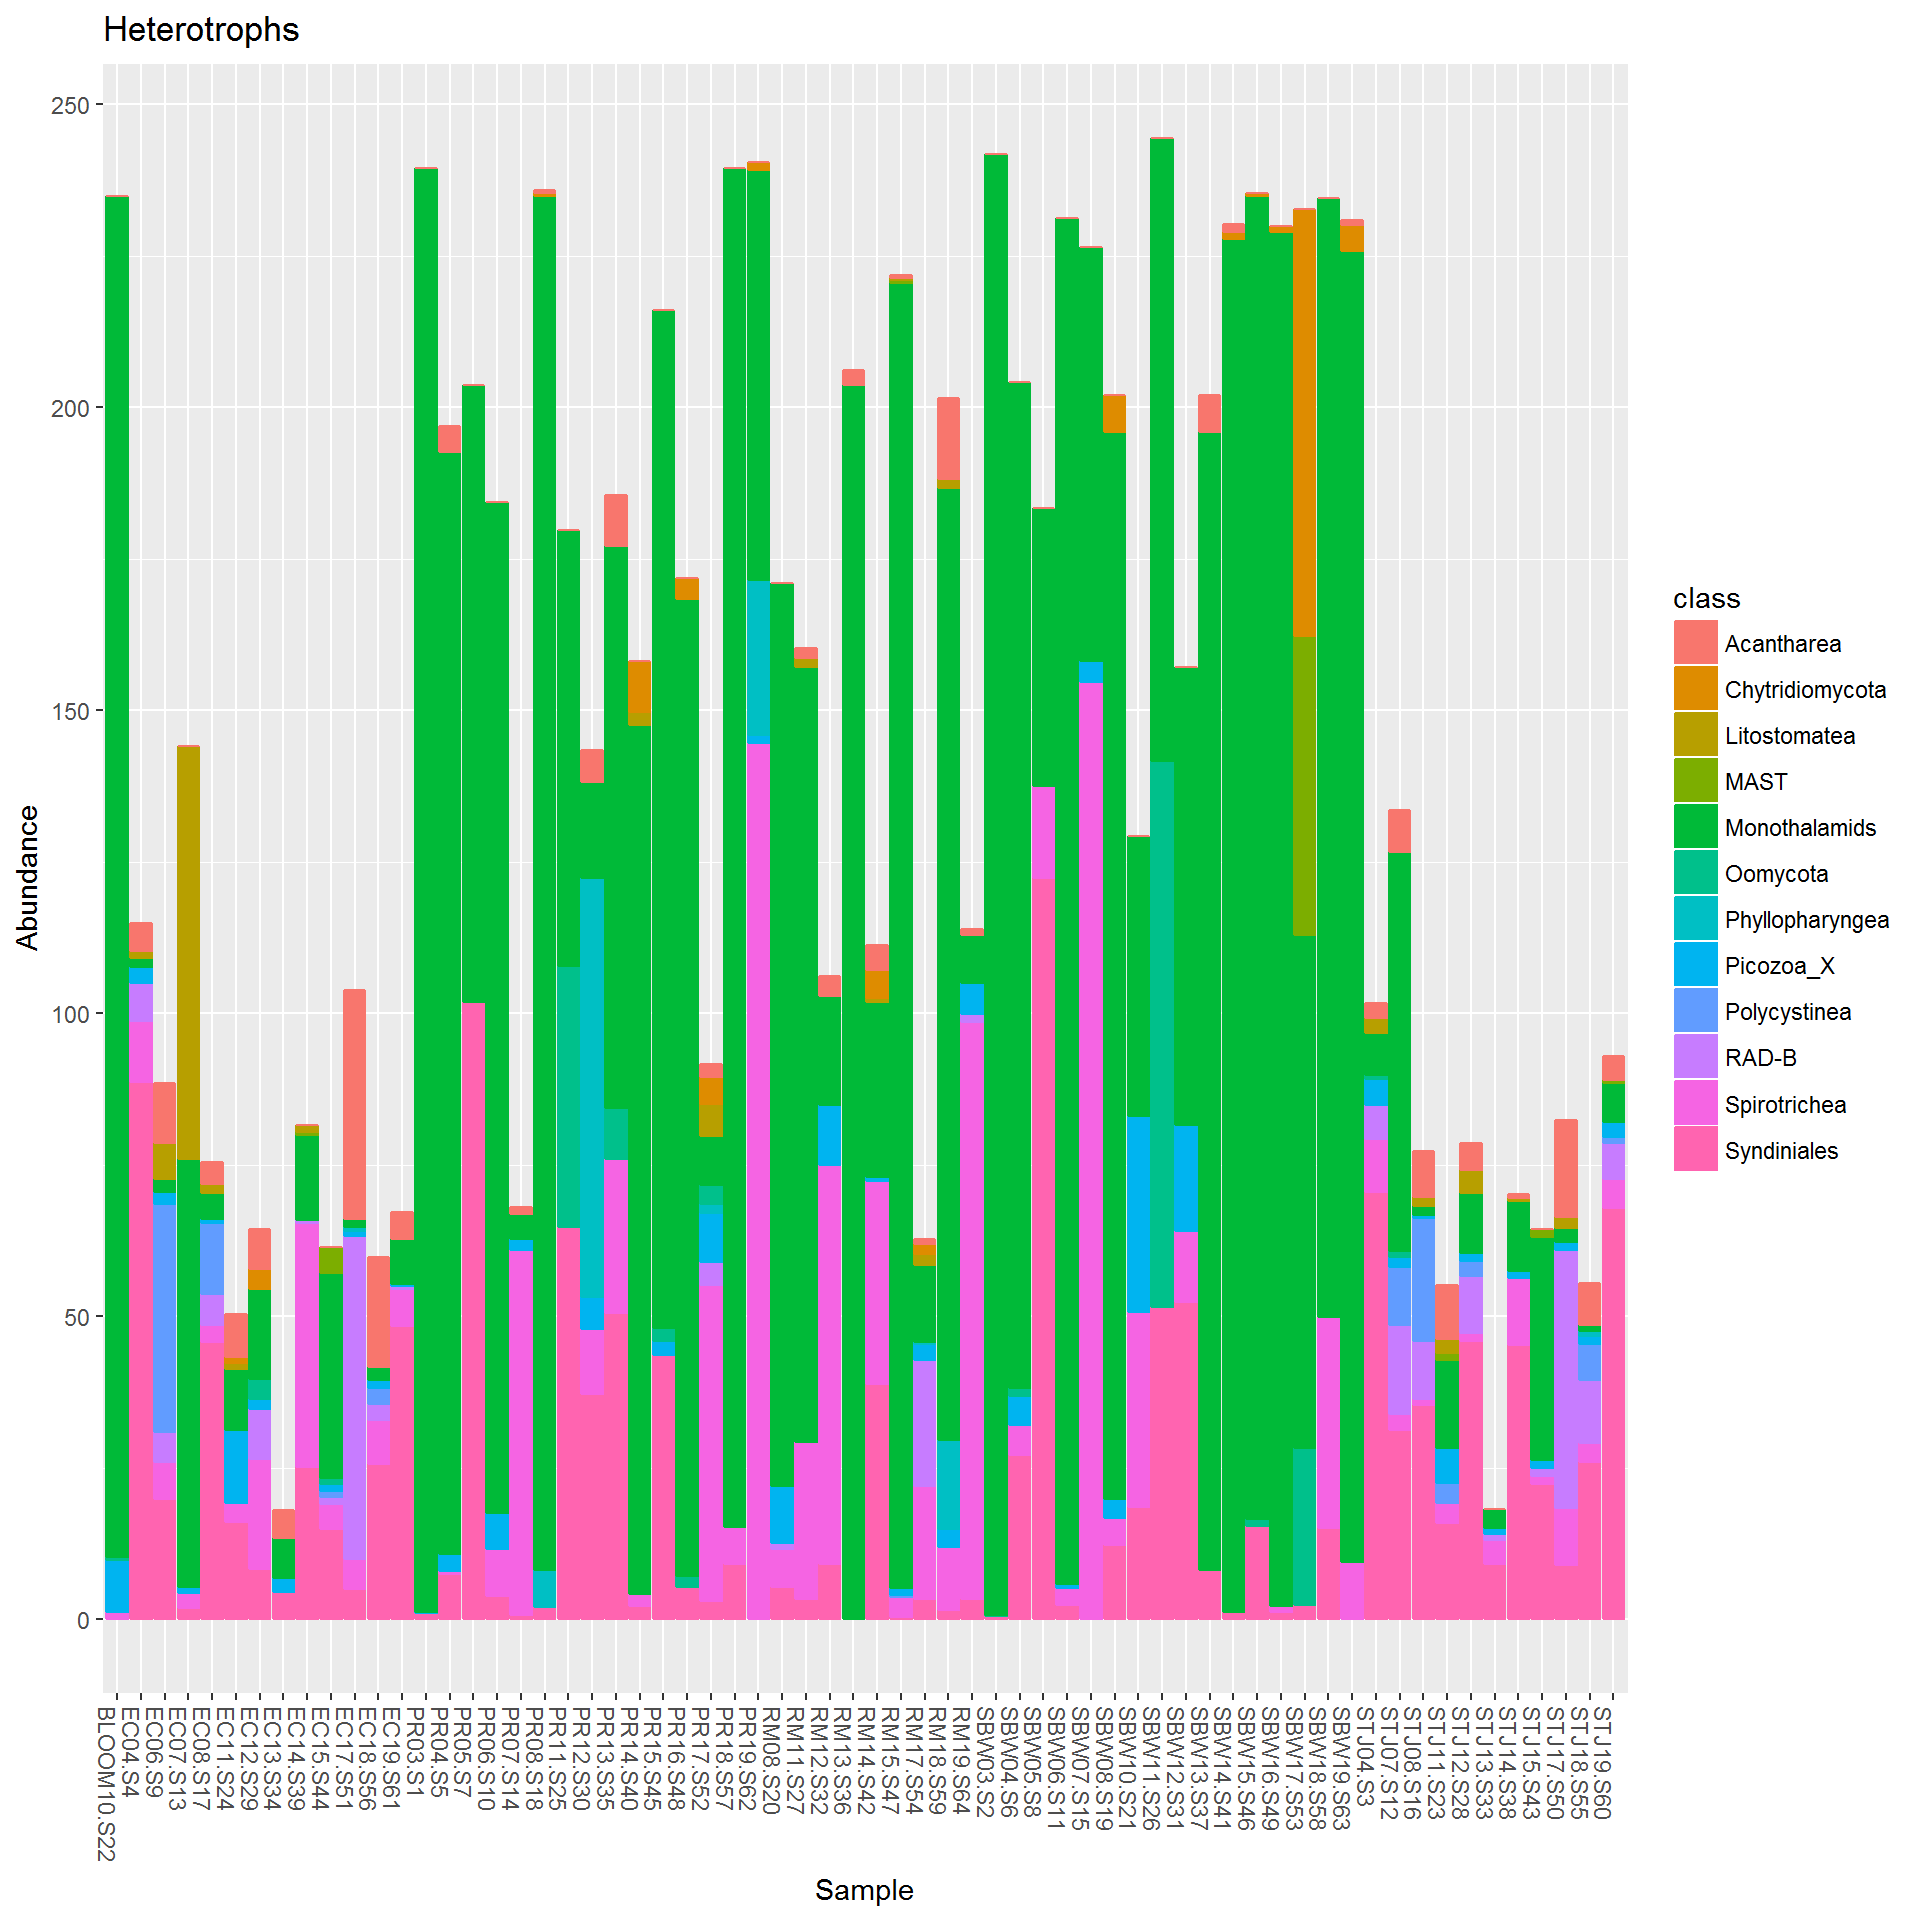 Heterotrophs
250
200
150
100
50
0
Abundance
BLOOM10.S22
EC04.S4
EC06.S9
EC07.S13
EC08.S17
EC11.S24
EC12.S29
EC13.S34
EC14.S39
EC15.S44
EC17.S51
EC18.S56
EC19.S61
PR03.S1
PR04.S5
PR05.S7
PR06.S10
PR07.S14
PR08.S18
PR11.S25
PR12.S30
PR13.S35
PR14.S40
PR15.S45
PR16.S48
PR17.S52
PR18.S57
PR19.S62
RM08.S20
RM11.S27
RM12.S32
RM13.S36
RM14.S42
RM15.S47
RM17.S54
RM18.S59
RM19.S64
SBW03.S2
SBW04.S6
SBW05.S8
SBW06.S11
SBW07.S15
SBW08.S19
SBW10.S21
SBW11.S26
SBW12.S31
SBW13.S37
SBW14.S41
SBW15.S46
SBW16.S49
SBW17.S53
SBW18.S58
SBW19.S63
STJ04.S3
STJ07.S12
STJ08.S16
STJ11.S23
STJ12.S28
STJ13.S33
STJ14.S38
STJ15.S43
STJ17.S50
STJ18.S55
STJ19.S60
Sample
class
Acantharea
Chytridiomycota
Litostomatea
MAST
Monothalamids
Oomycota
Phyllopharyngea
Picozoa_X
Polycystinea
RAD-B
Spirotrichea
Syndiniales